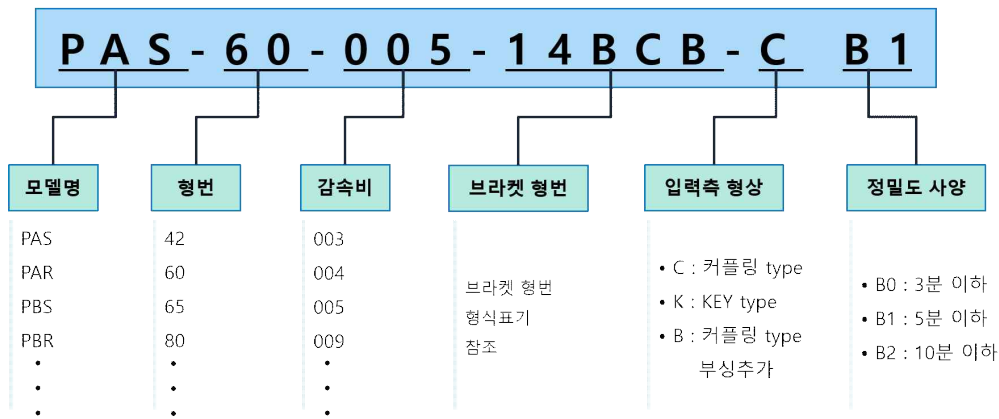 PAS-60-005-14BCB-C B1
모델명
형번
감속비
브라켓 형번
입력측 형상
정밀도 사양
PAS
PAR
PBS
PBR
42
60
65
80
003
004
005
009
브라켓 형번
형식표기
참조
• C : 커플링 type
• K : KEY type
• B : 커플링 type
부싱추가
• B0 : 3분 이하
• B1 : 5분 이하
• B2 : 10분 이하